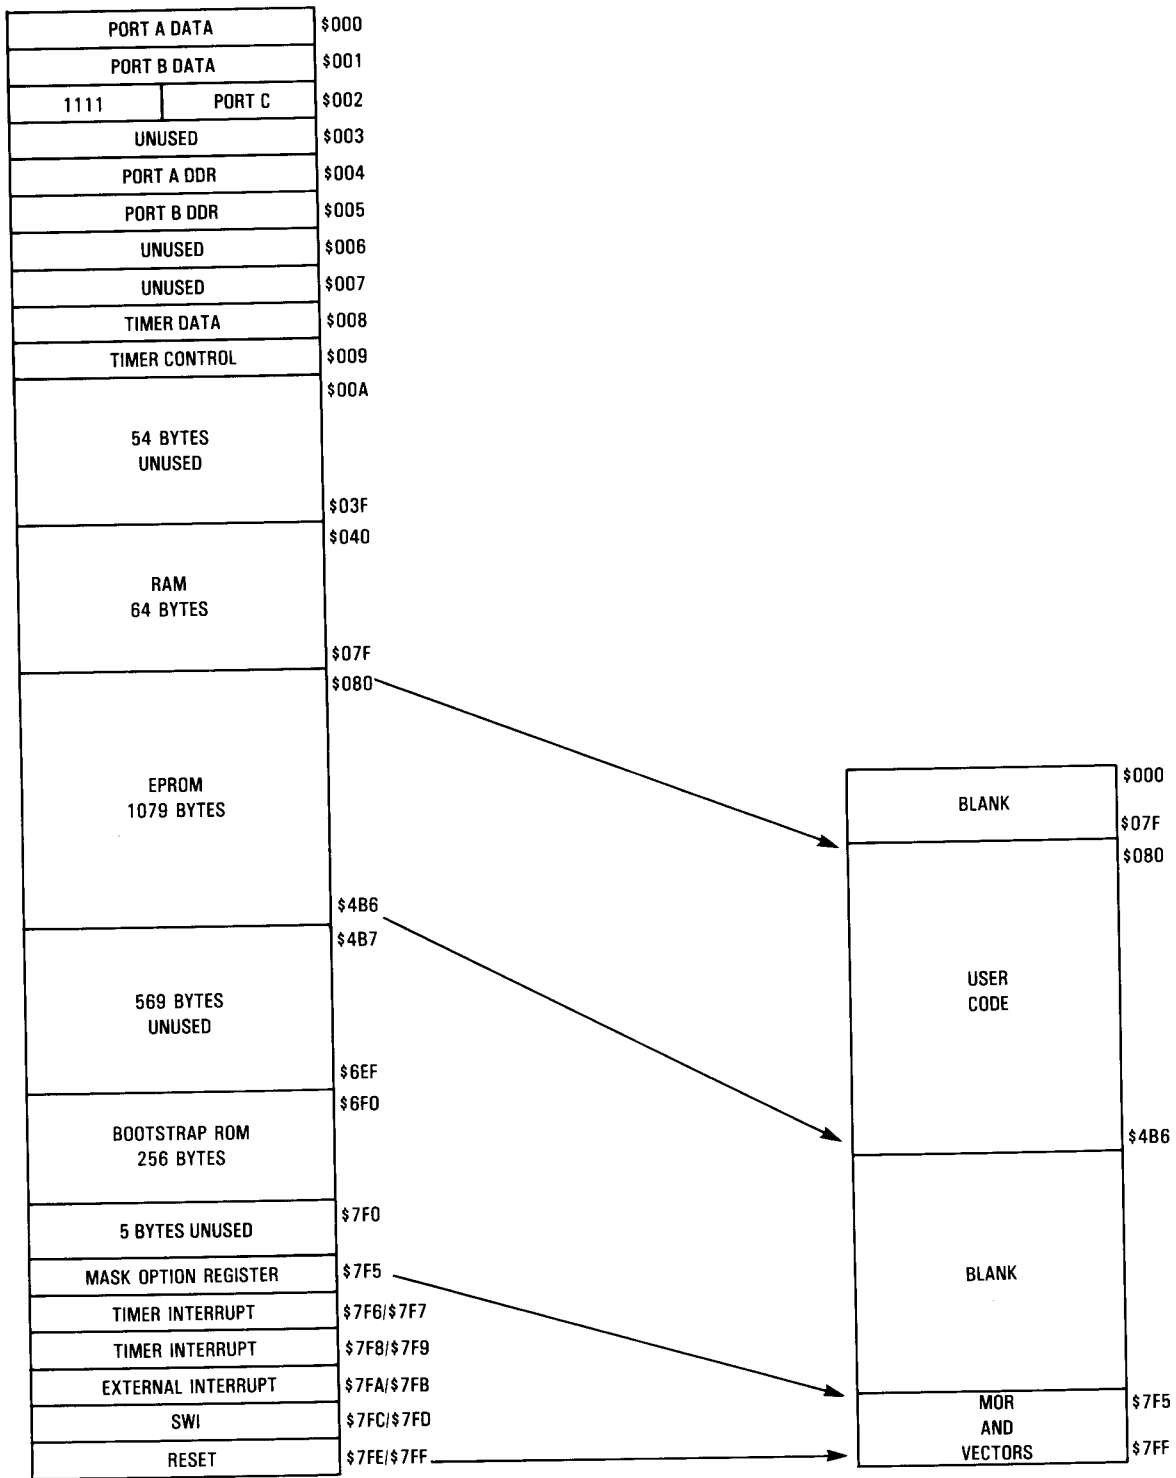 PORT A DATA $000
PORT B DATA $001
1111 PORT C $002
UNUSED $003
PORT A DDR $004
PORT B DDR $005
UNUSED $006
UNUSED $007
TIMER DATA $008
TIMER CONTROL $009
$00A
54 BYTES
UNUSED
$03F
$040
RAM
64 BYTES
$07F
$080
EPROM
1079 BYTES
$4B6
$4B7
569 BYTES
UNUSED
$6EF
$6F0
BOOTSTRAP ROM
256 BYTES
5 BYTES UNUSED $7F0
MASK OPTION REGISTER $7F5
TIMER INTERRUPT $7F6/$7F7
TIMER INTERRUPT $7F8/$7F9
EXTERNAL INTERRUPT $7FA/$7FB
SWI $7FC/$7FD
RESET $7FE/$7FF
$000
BLANK
$07F
$080
USER
CODE
$4B6
BLANK
MOR $7F5
AND
VECTORS $7FF